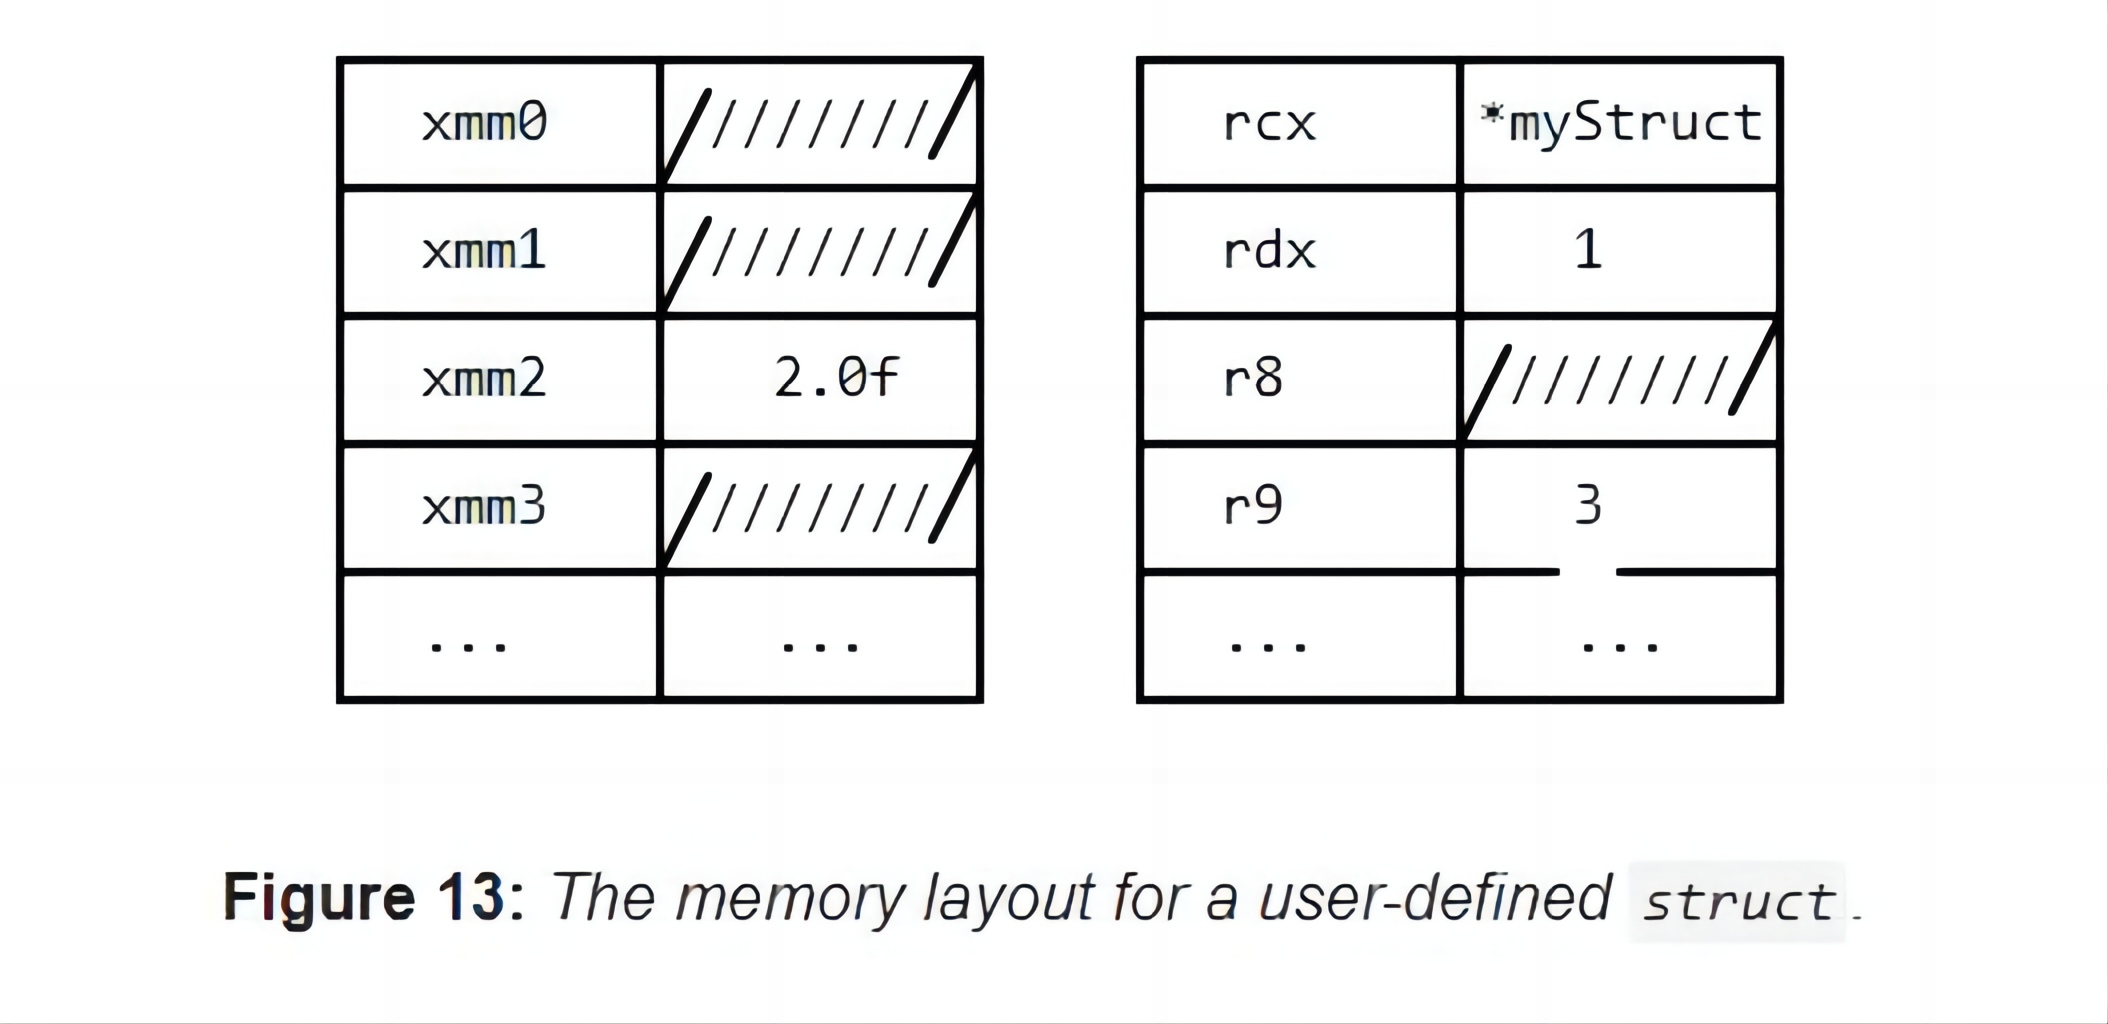 xmm0 /////////
xmm1 /////////
xmm2 2.0f
xmm3 /////////
... ...
rcx *myStruct
rdx 1
r8 /////////
r9 3
... ...
Figure 13: The memory layout for a user-defined struct.